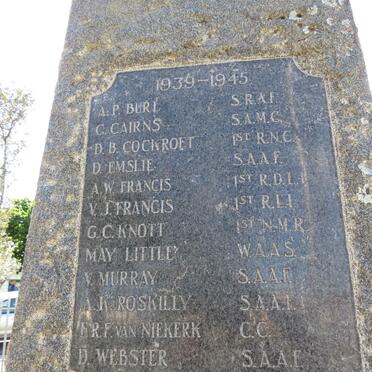 1939-1945
A. P. BURL S.R.A.F.
C. CAIRNS S.A.M.C.
D. B. COCKROFT 1ST R.N.C.
D. EMSLIE S.A.A.F.
A. W. FRANCIS 1ST R.D.L.I.
V. J. FRANCIS 1ST R.L.I.
G. C. KNOTT 1ST N-M.R.
MAY LITTLE W.A.A.S.
V. MURRAY S.A.A.F.
A. K. ROSKILLY S.A.A.F.
F. R. F. VAN NIEKERK C.C.
D. WEBSTER S.A.A.F.